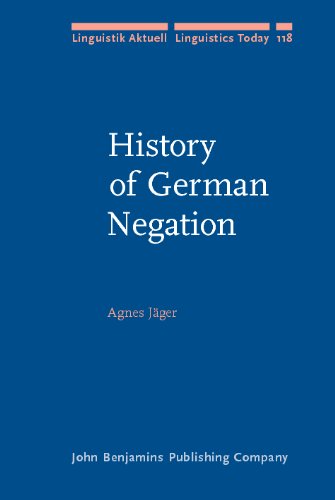 Linguistik Aktuell Linguistics Today 118
History
of German
Negation
Agnes Jäger
John Benjamins Publishing Company